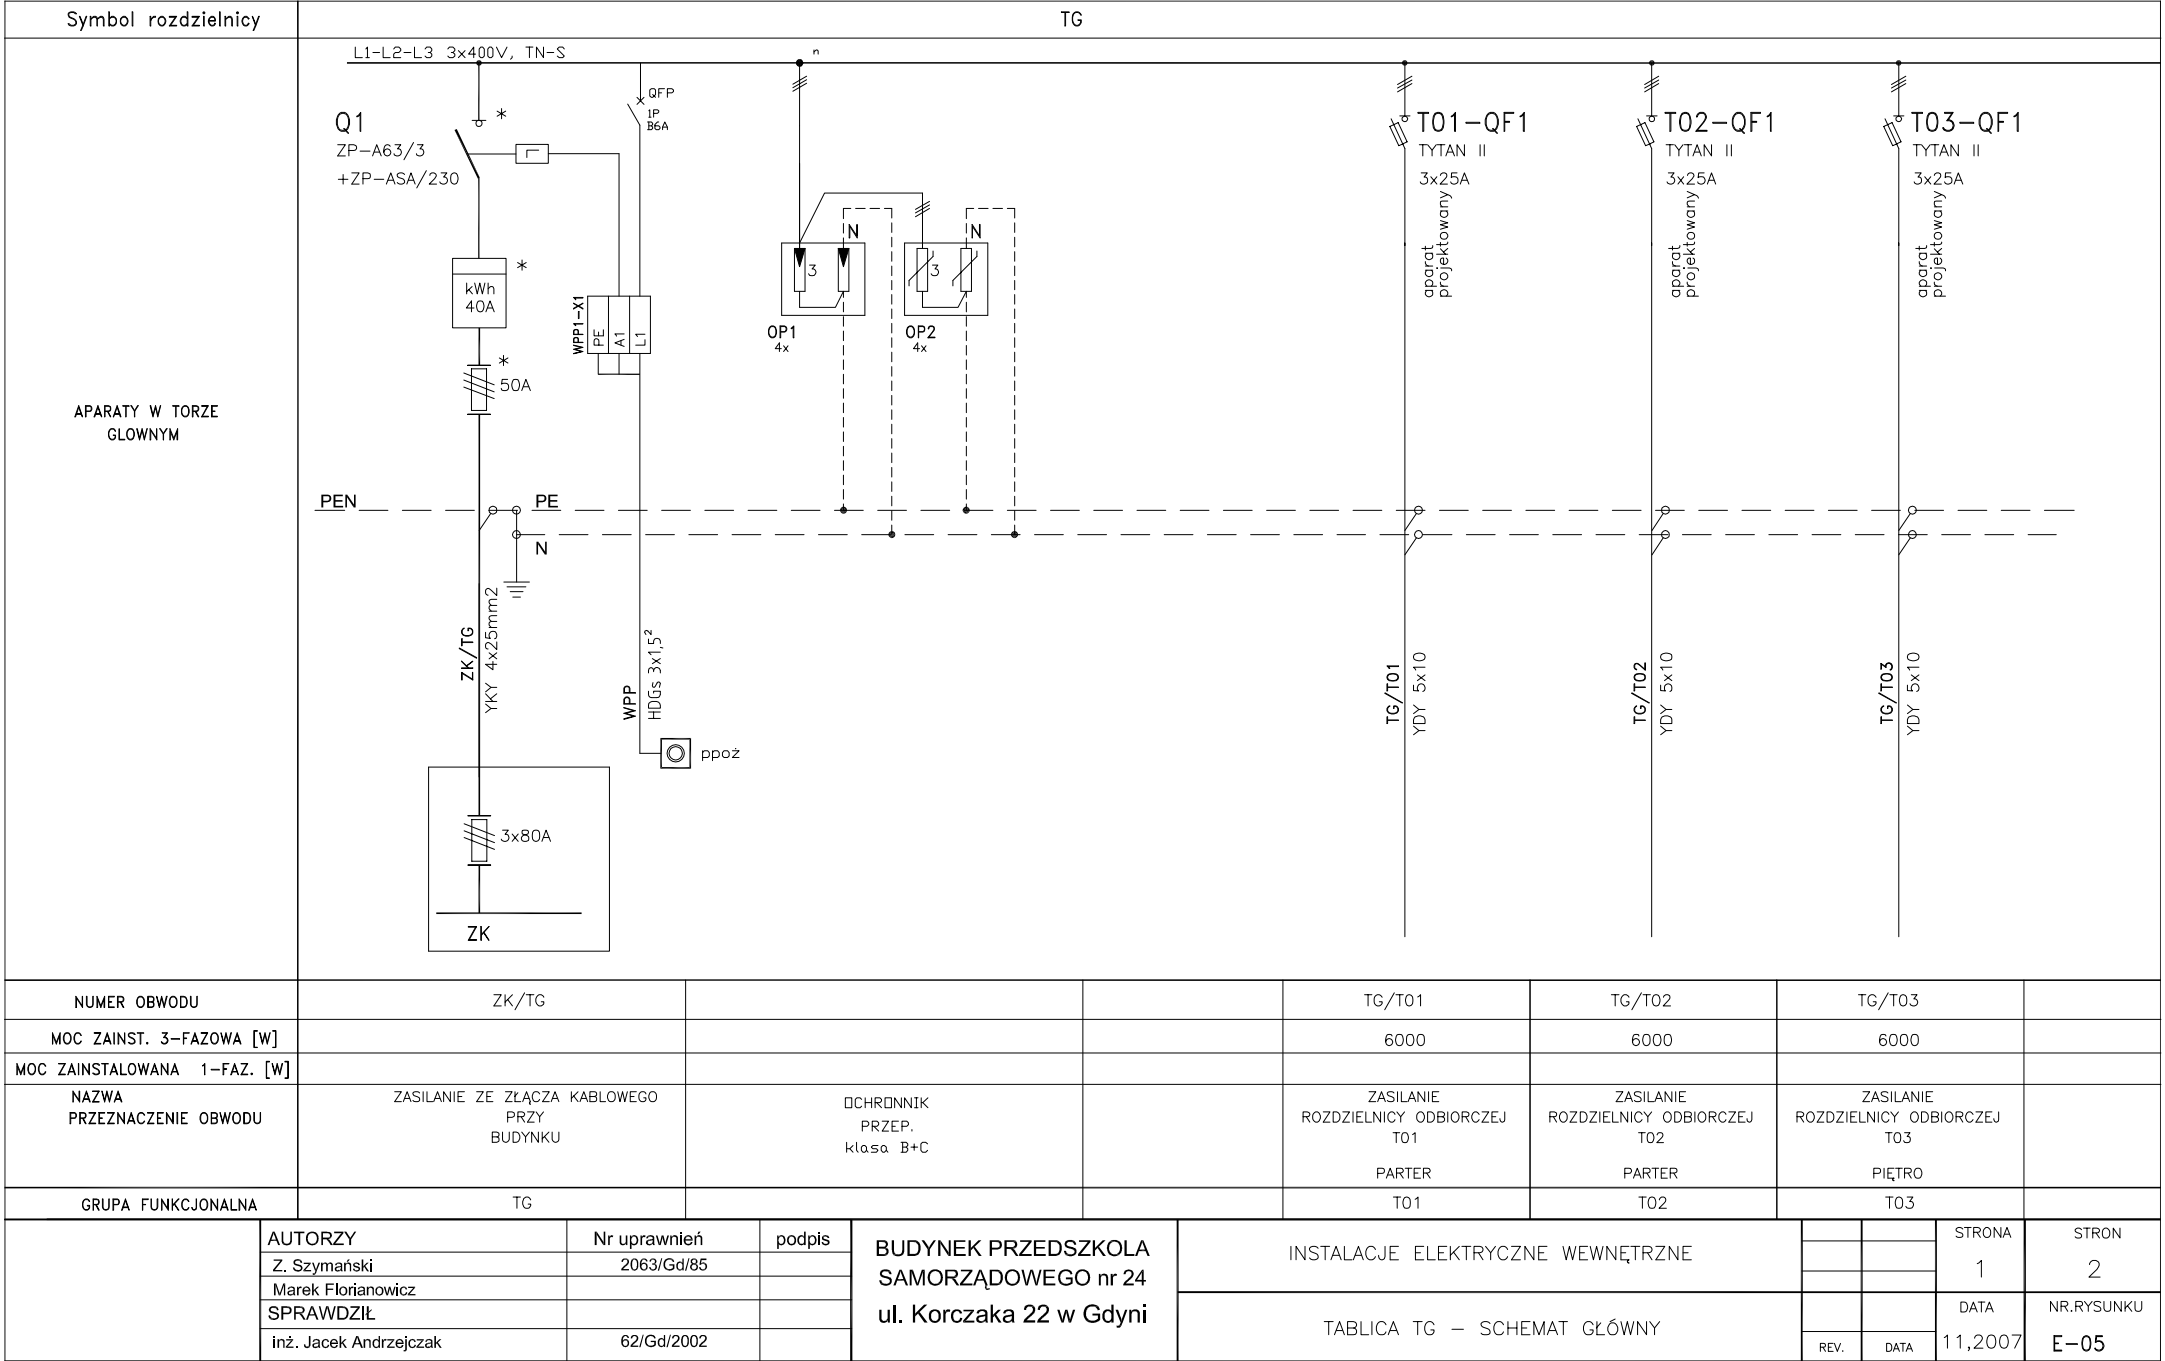 Symbol rozdzielnicy
TG
L1-L2-L3 3x400V, TN-S
n
Q1
ZP-A63/3
+ZP-ASA/230
*
QFP
1P
B6A
kWh
40A
*
*
50A
WPP1-X1
PE
A1
L1
3
N
OP1
4x
3
N
OP2
4x
T01-QF1
TYTAN II
3x25A
aparat
projektowany
T02-QF1
TYTAN II
3x25A
aparat
projektowany
T03-QF1
TYTAN II
3x25A
aparat
projektowany
APARATY W TORZE
GLOWNYM
PEN
PE
N
ZK/TG
YKY 4x25mm2
WPP
HDGs 3x1,5²
ppoż
3x80A
ZK
TG/T01
YDY 5x10
TG/T02
YDY 5x10
TG/T03
YDY 5x10
NUMER OBWODU
ZK/TG
TG/T01
TG/T02
TG/T03
MOC ZAINST. 3-FAZOWA [W]
6000
6000
6000
MOC ZAINSTALOWANA 1-FAZ. [W]
NAZWA
PRZEZNACZENIE OBWODU
ZASILANIE ZE ZŁĄCZA KABLOWEGO
PRZY
BUDYNKU
OCHRONNIK
PRZEP.
klasa B+C
ZASILANIE
ROZDZIELNICY ODBIORCZEJ
T01
PARTER
ZASILANIE
ROZDZIELNICY ODBIORCZEJ
T02
PARTER
ZASILANIE
ROZDZIELNICY ODBIORCZEJ
T03
PIĘTRO
GRUPA FUNKCJONALNA
TG
T01
T02
T03
AUTORZY
Nr uprawnień
podpis
Z. Szymański
2063/Gd/85
Marek Florianowicz
SPRAWDZIŁ
inż. Jacek Andrzejczak
62/Gd/2002
BUDYNEK PRZEDSZKOLA
SAMORZĄDOWEGO nr 24
ul. Korczaka 22 w Gdyni
INSTALACJE ELEKTRYCZNE WEWNĘTRZNE
TABLICA TG - SCHEMAT GŁÓWNY
REV.
DATA
STRONA
1
STRON
2
DATA
11,2007
NR.RYSUNKU
E-05